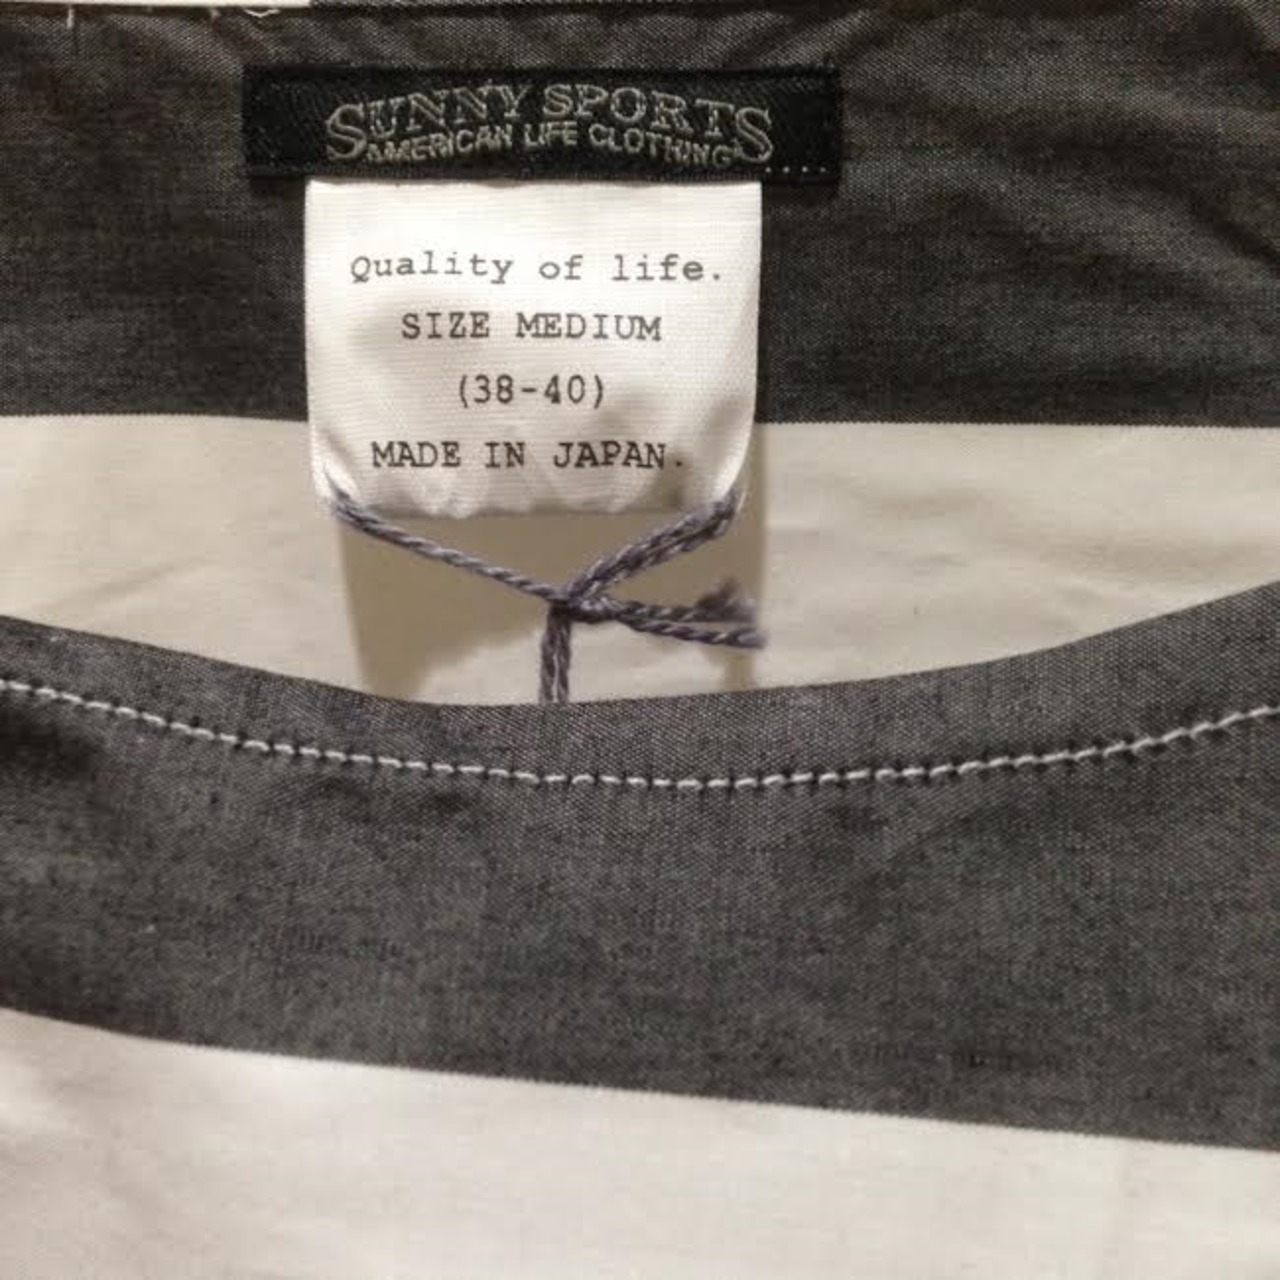 SUNNY SPORTS
AMERICAN LIFE CLOTHING
Quality of life.
SIZE MEDIUM
(38-40)
MADE IN JAPAN.